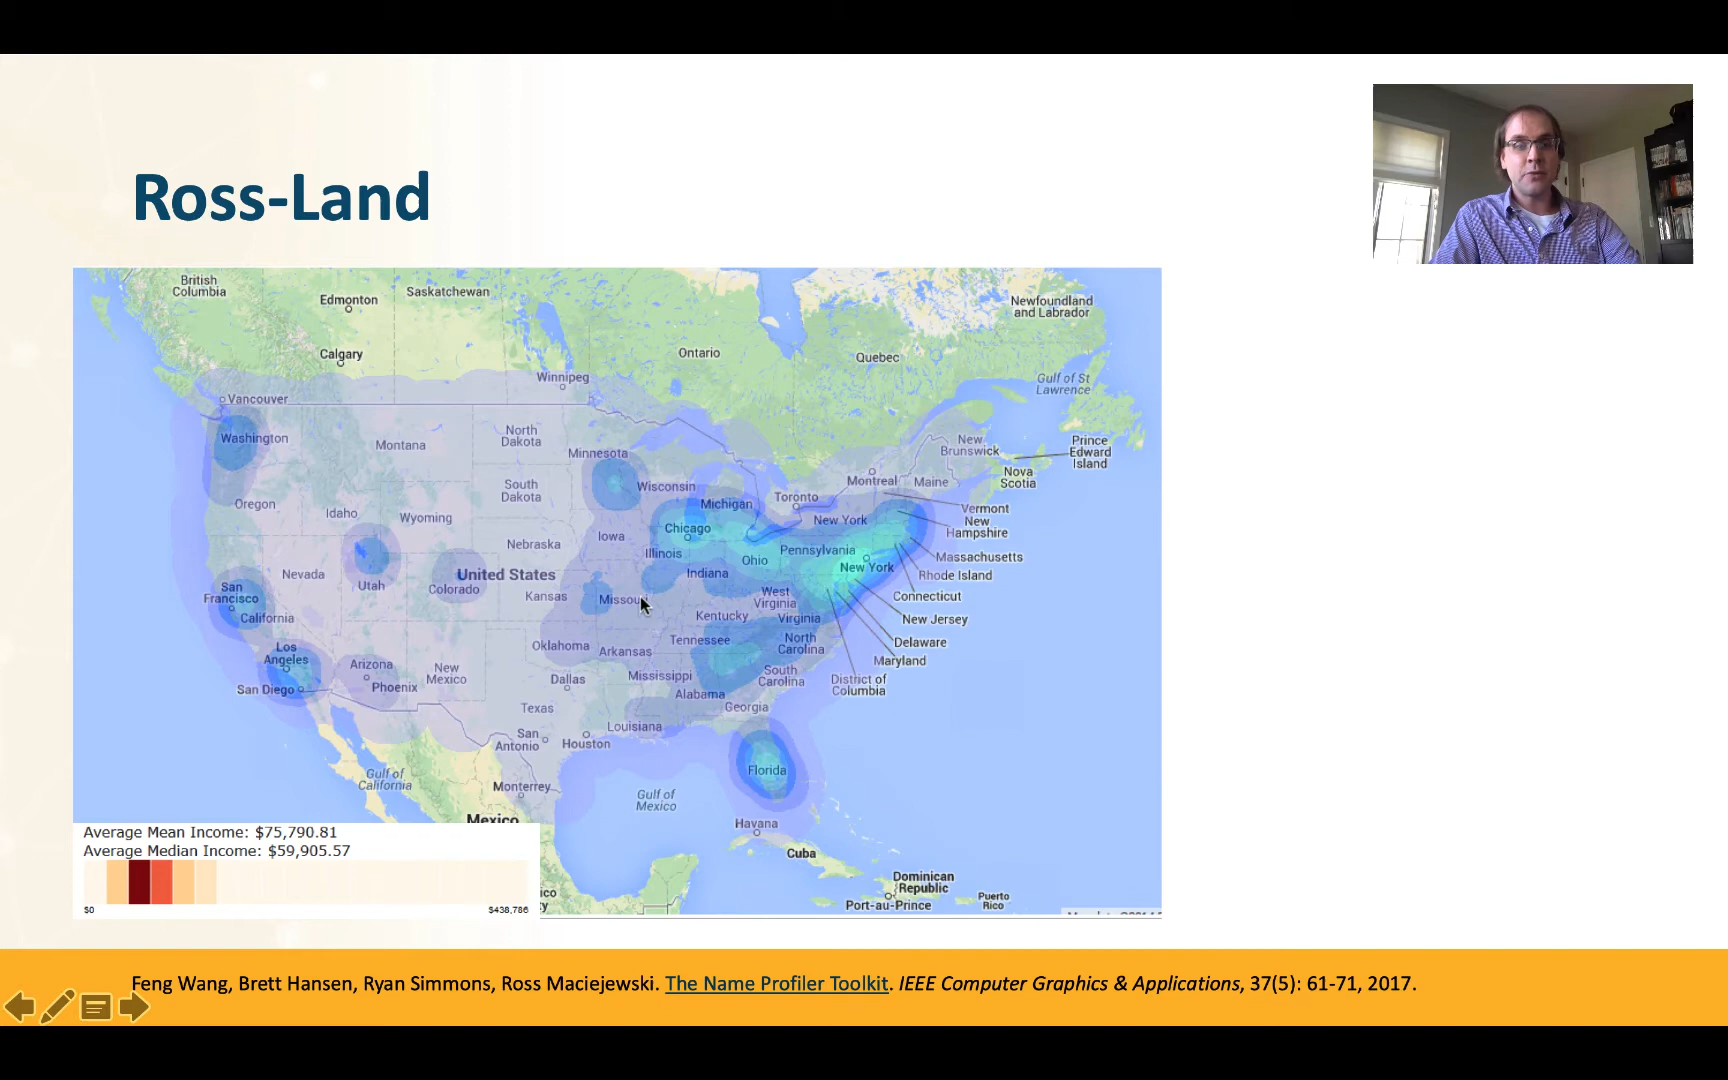 Ross-Land
British
Columbia
Edmonton
Saskatchewan
Newfoundland
and Labrador
Calgary
Ontario
Quebec
Gulf of St
Lawrence
Winnipeg
Vancouver
Washington
Montana
North
Dakota
Minnesota
New
Brunswick
Prince
Edward
Island
Nova
Scotia
Oregon
Idaho
Wyoming
South
Dakota
Wisconsin
Michigan
Toronto
Montreal
Maine
Vermont
New
Hampshire
Chicago
New York
Iowa
Nebraska
Illinois
Ohio
Pennsylvania
Massachusetts
Rhode Island
Nevada
Utah
Colorado
United States
Indiana
New York
Connecticut
San
Francisco
California
Kansas
Missou
West
Virginia
Kentucky
Virginia
New Jersey
Delaware
Maryland
Los
Angeles
Arizona
New
Mexico
Oklahoma
Arkansas
Tennessee
North
Carolina
District of
Columbia
San Diego
Phoenix
Dallas
Mississippi
Alabama
South
Carolina
Georgia
Texas
Louisiana
San
Antonio
Houston
Florida
Gulf of
California
Monterrey
Gulf of
Mexico
Mexico
Havana
Cuba
Dominican
Republic
Port-au-Prince
Puerto
Rico
Average Mean Income: $75,790.81
Average Median Income: $59,905.57
$0
$438,786
ico
ty
Feng Wang, Brett Hansen, Ryan Simmons, Ross Maciejewski. The Name Profiler Toolkit. IEEE Computer Graphics & Applications, 37(5): 61-71, 2017.